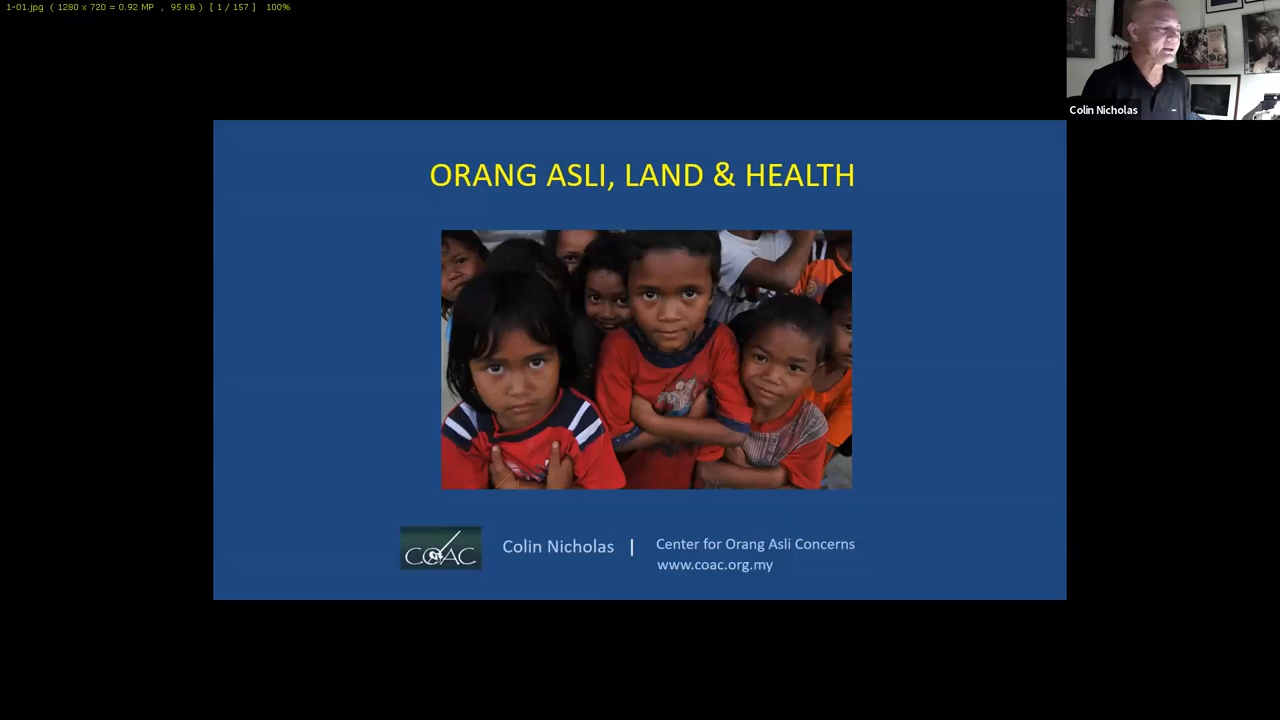 1-01.jpg ( 1280 x 720 = 0.92 MP , 95 KB ) [ 1 / 157 ] 100%
Colin Nicholas
ORANG ASLI, LAND & HEALTH
COAC
Colin Nicholas | Center for Orang Asli Concerns
www.coac.org.my